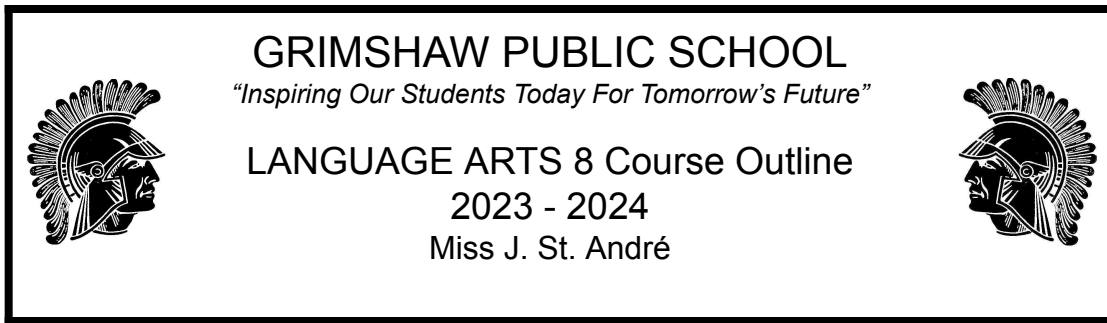 GRIMSHAW PUBLIC SCHOOL
“Inspiring Our Students Today For Tomorrow’s Future”
LANGUAGE ARTS 8 Course Outline
2023 - 2024
Miss J. St. André